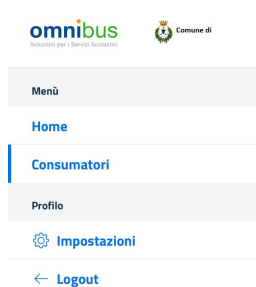 omnibus
Soluzioni per i Servizi Scolastici
Comune di
Menù
Home
Consumatori
Profilo
Impostazioni
Logout